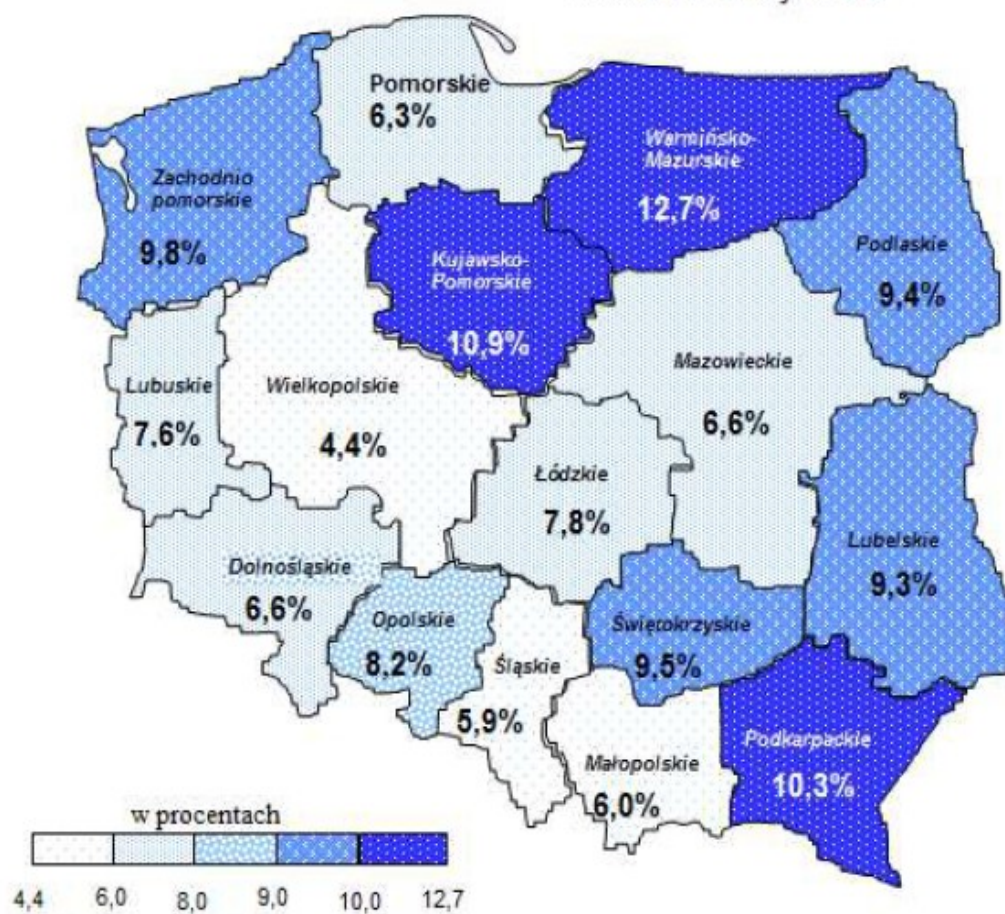 Pomorskie
6,3%
Warmińsko-
Mazurskie
12,7%
Zachodnio
pomorskie
9,8%
Podlaskie
9,4%
Kujawsko-
Pomorskie
10,9%
Lubuskie
7,6%
Wielkopolskie
4,4%
Mazowieckie
6,6%
Łódzkie
7,8%
Lubelskie
9,3%
Dolnośląskie
6,6%
Opolskie
8,2%
Śląskie
5,9%
Świętokrzyskie
9,5%
Małopolskie
6,0%
Podkarpackie
10,3%
w procentach
4,4 6,0 8,0 9,0 10,0 12,7